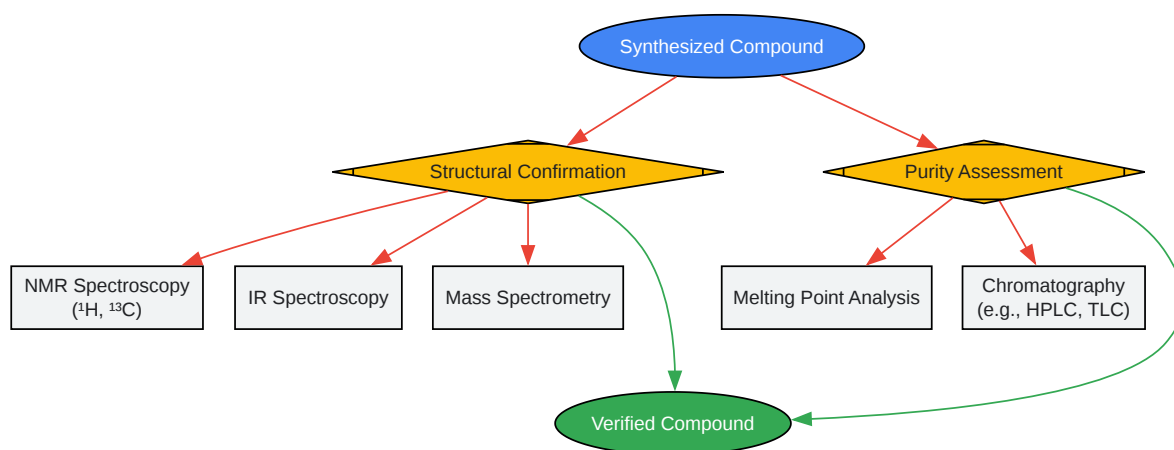 Synthesized Compound
Structural Confirmation
Purity Assessment
NMR Spectroscopy
(¹H, ¹³C)
IR Spectroscopy
Mass Spectrometry
Melting Point Analysis
Chromatography
(e.g., HPLC, TLC)
Verified Compound